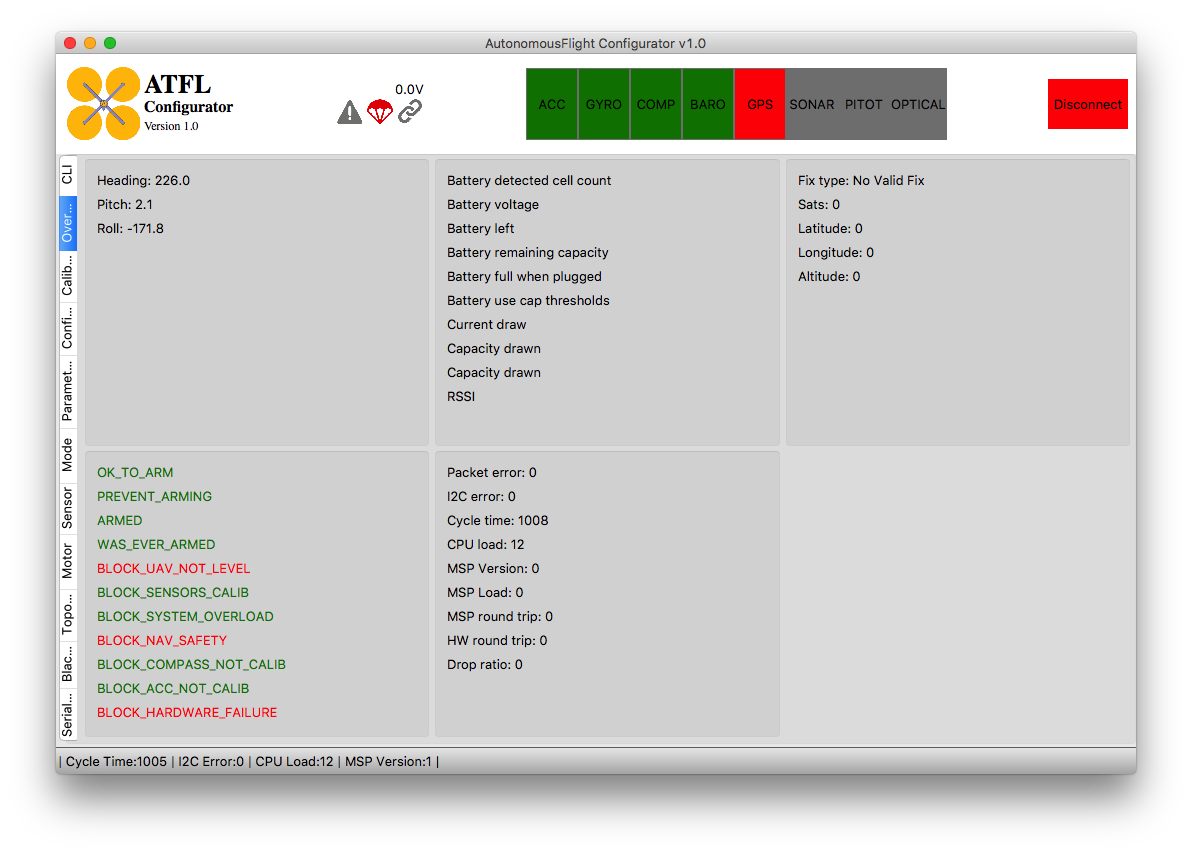 AutonomousFlight Configurator v1.0
ATFL
Configurator
Version 1.0
0.0V
ACC GYRO COMP BARO GPS SONAR PITOT OPTICAL
Disconnect
CLI
Over...
Calib...
Confi...
Paramet...
Mode
Sensor
Motor
Topo...
Blac...
Serial...
Heading: 226.0
Pitch: 2.1
Roll: -171.8
Battery detected cell count
Battery voltage
Battery left
Battery remaining capacity
Battery full when plugged
Battery use cap thresholds
Current draw
Capacity drawn
Capacity drawn
RSSI
Fix type: No Valid Fix
Sats: 0
Latitude: 0
Longitude: 0
Altitude: 0
OK_TO_ARM
PREVENT_ARMING
ARMED
WAS_EVER_ARMED
BLOCK_UAV_NOT_LEVEL
BLOCK_SENSORS_CALIB
BLOCK_SYSTEM_OVERLOAD
BLOCK_NAV_SAFETY
BLOCK_COMPASS_NOT_CALIB
BLOCK_ACC_NOT_CALIB
BLOCK_HARDWARE_FAILURE
Packet error: 0
I2C error: 0
Cycle time: 1008
CPU load: 12
MSP Version: 0
MSP Load: 0
MSP round trip: 0
HW round trip: 0
Drop ratio: 0
| Cycle Time:1005 | I2C Error:0 | CPU Load:12 | MSP Version:1 |